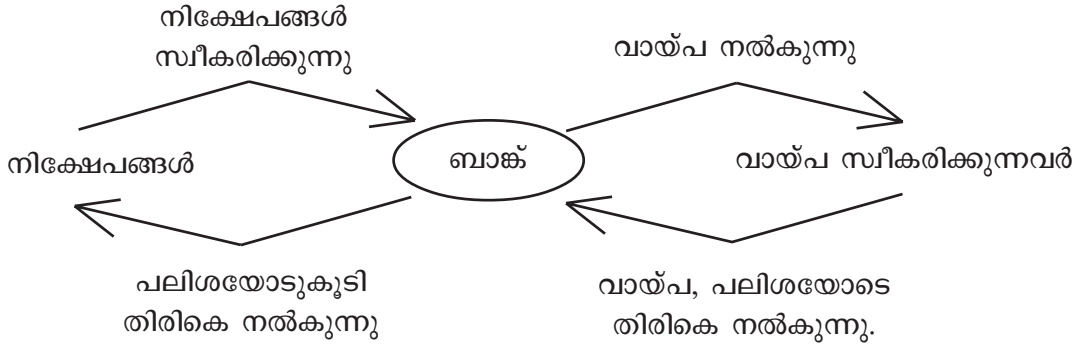 നിക്ഷേപങ്ങൾ
സ്വീകരിക്കുന്നു
വായ്പ നൽകുന്നു
നിക്ഷേപങ്ങൾ
ബാങ്ക്
വായ്പ സ്വീകരിക്കുന്നവർ
പലിശയോടുകൂടി
തിരികെ നൽകുന്നു
വായ്പ, പലിശയോടെ
തിരികെ നൽകുന്നു.